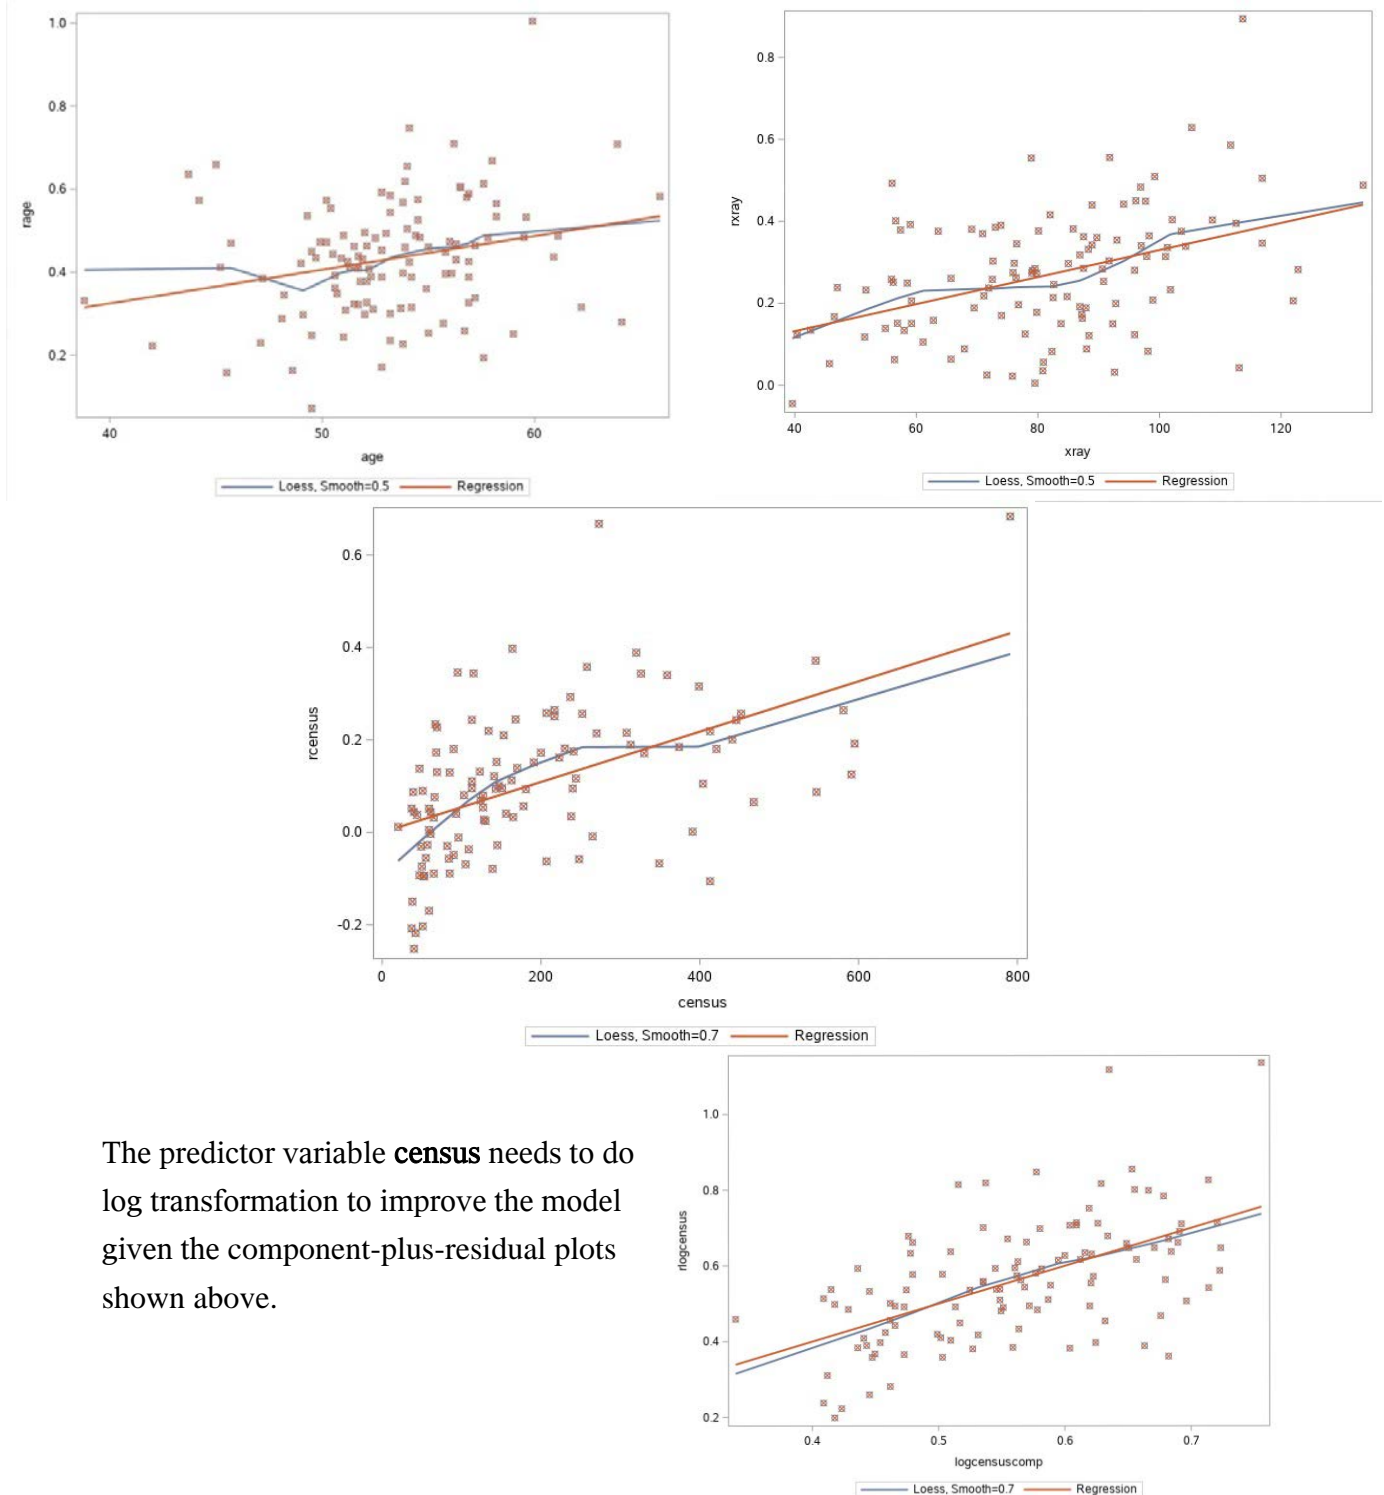 1.0
0.8
0.6
0.4
0.2
rage
40 50 60
age
Loess, Smooth=0.5 Regression
0.8
0.6
0.4
0.2
0.0
rxray
40 60 80 100 120
xray
Loess, Smooth=0.5 Regression
0.6
0.4
0.2
0.0
-0.2
rcensus
0 200 400 600 800
census
Loess, Smooth=0.7 Regression
The predictor variable census needs to do
log transformation to improve the model
given the component-plus-residual plots
shown above.
1.0
0.8
0.6
0.4
0.2
rlogcensus
0.4 0.5 0.6 0.7
logcensuscomp
Loess, Smooth=0.7 Regression